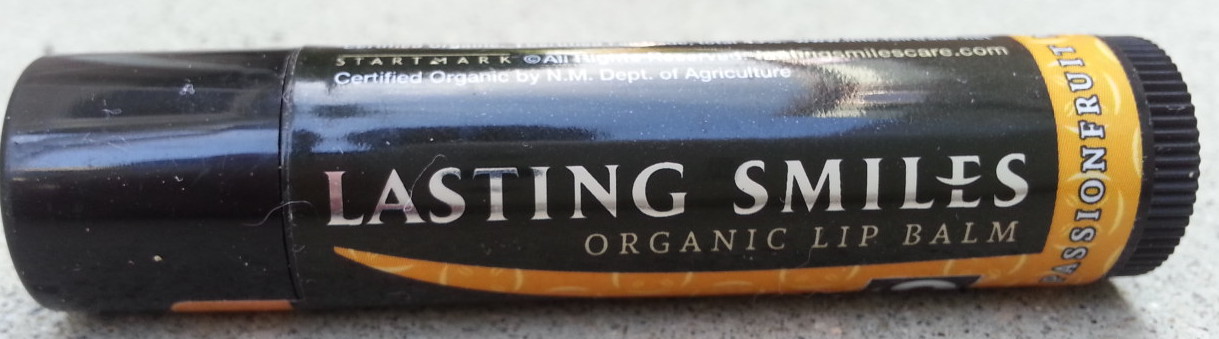 STARTMARK ©All Rights Reserved
Certified Organic by N.M. Dept. of Agriculture
LASTING SMILES
ORGANIC LIP BALM
PASSIONFRUIT